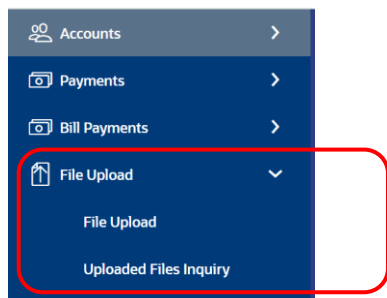 Accounts
Payments
Bill Payments
File Upload
File Upload
Uploaded Files Inquiry